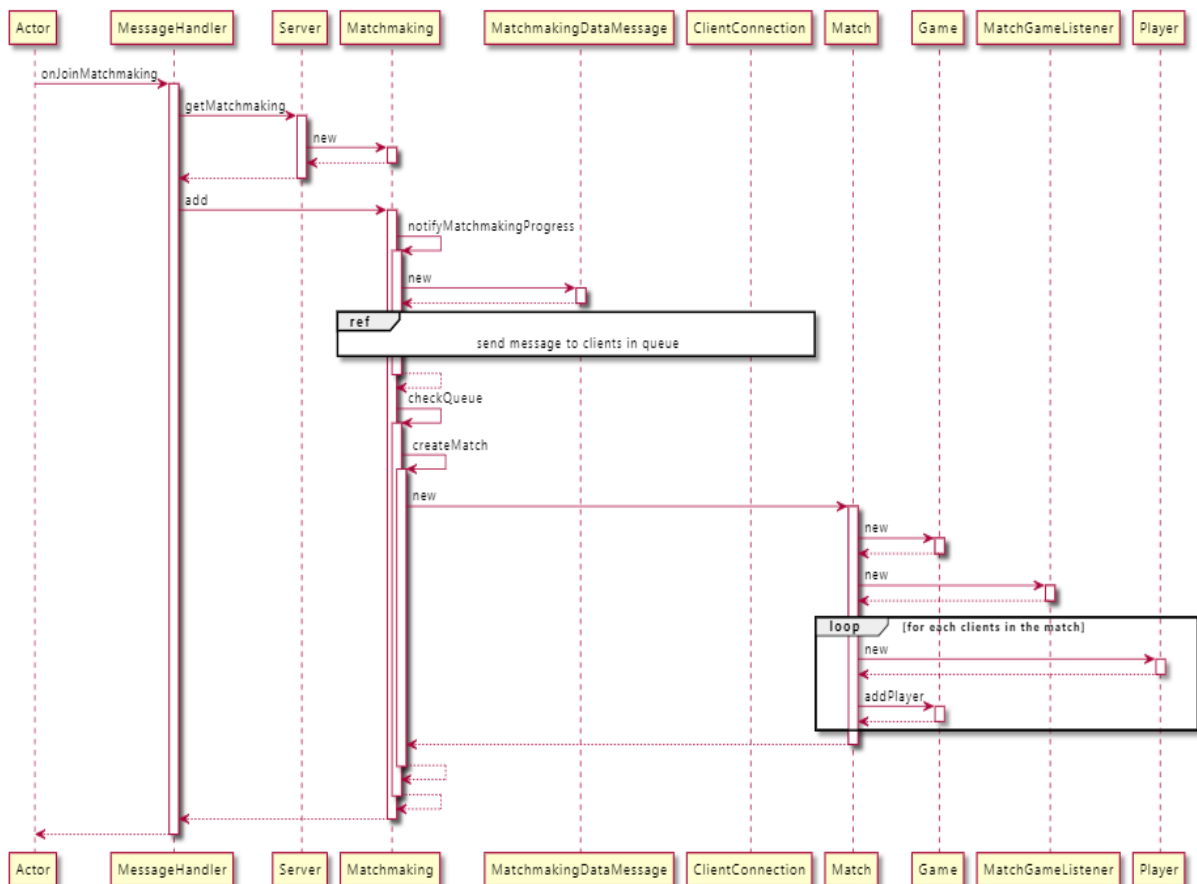 Actor MessageHandler Server Matchmaking MatchmakingDataMessage ClientConnection Match Game MatchGameListener Player
onJoinMatchmaking
getMatchmaking
new
add
notifyMatchmakingProgress
new
ref
send message to clients in queue
checkQueue
createMatch
new
new
new
loop [for each clients in the match]
new
addPlayer
Actor MessageHandler Server Matchmaking MatchmakingDataMessage ClientConnection Match Game MatchGameListener Player